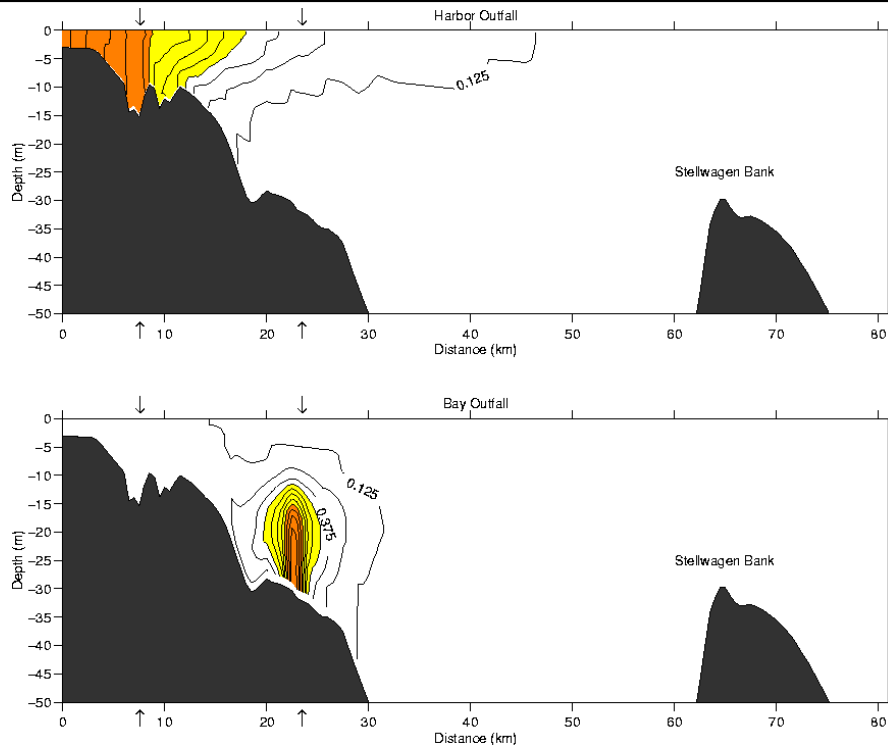 Harbor Outfall
0
−5
−10
−15
−20
−25
−30
−35
−40
−45
−50
Depth (m)
0.125
Stellwagen Bank
0 10 20 30 40 50 60 70 80
Distance (km)
Bay Outfall
0
−5
−10
−15
−20
−25
−30
−35
−40
−45
−50
Depth (m)
0.125
0.375
Stellwagen Bank
0 10 20 30 40 50 60 70 80
Distance (km)